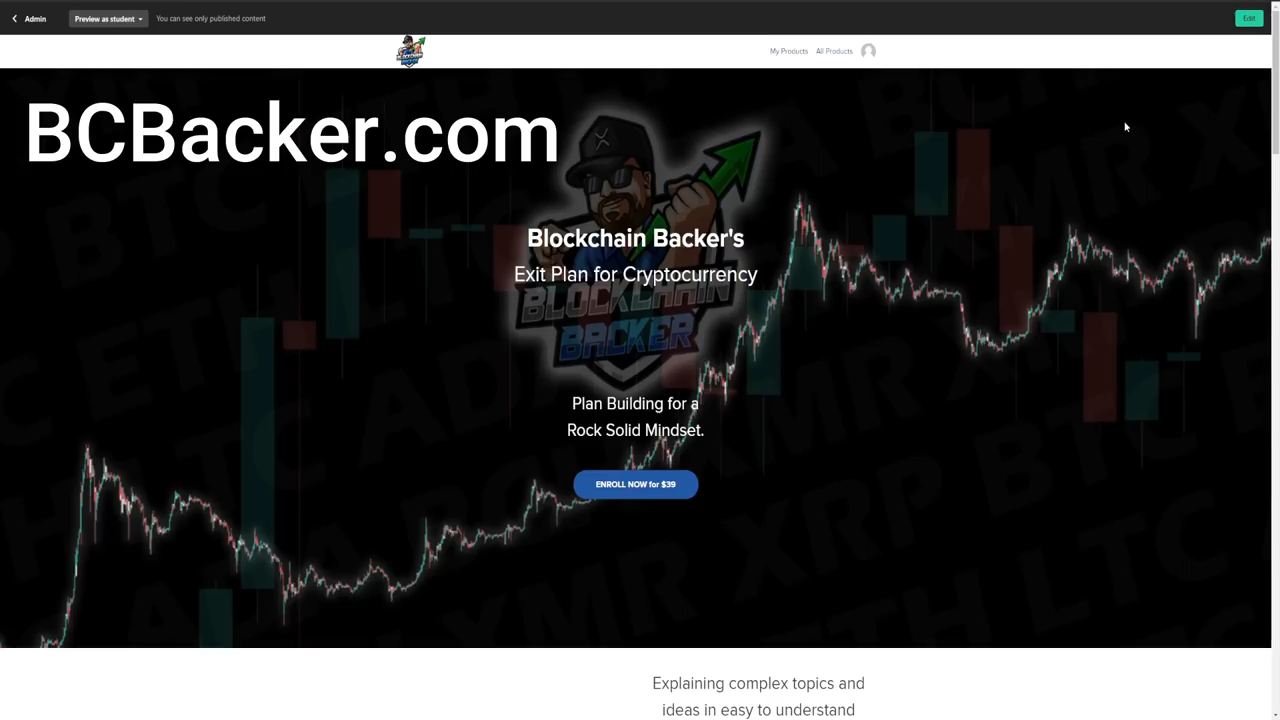 Admin
Preview as student
You can see only published content
Edit
My Products
All Products
BCBacker.com
Blockchain Backer's
Exit Plan for Cryptocurrency
BLOCKCHAIN
BACKER
Plan Building for a
Rock Solid Mindset.
ENROLL NOW for $39
Explaining complex topics and
ideas in easy to understand